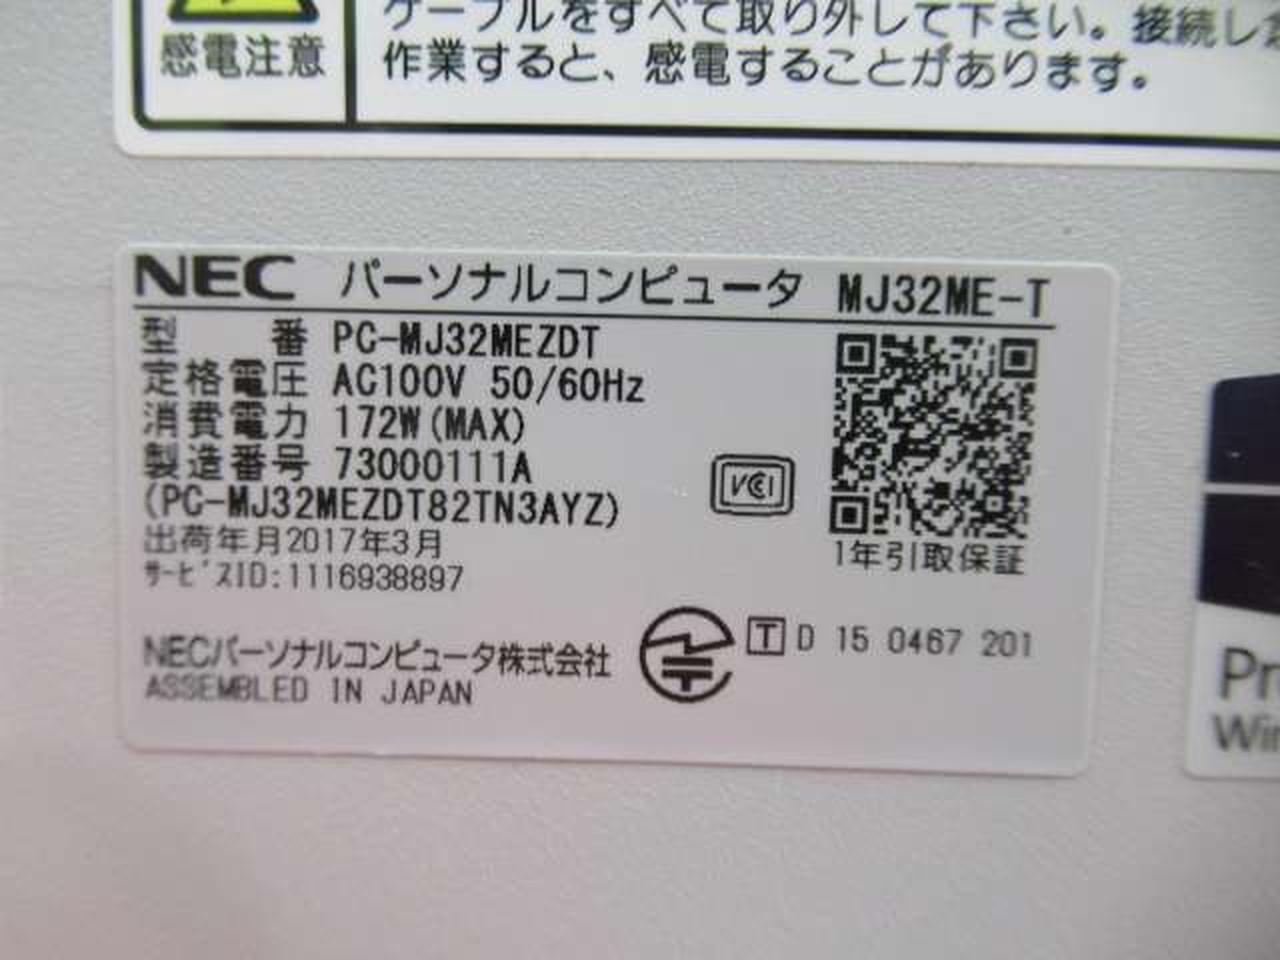 ケーブルをすべて取り外して下さい。接続し
感電注意
作業すると、感電することがあります。
NEC パーソナルコンピュータ MJ32ME-T
型番 PC-MJ32MEZDT
定格電圧 AC100V 50/60Hz
消費電力 172W(MAX)
製造番号 73000111A
(PC-MJ32MEZDT82TN3AYZ)
出荷年月2017年3月
サービスID:1116938897
VCI
1年引取保証
T D 15 0467 201
NECパーソナルコンピュータ株式会社
ASSEMBLED IN JAPAN
Pr
Win